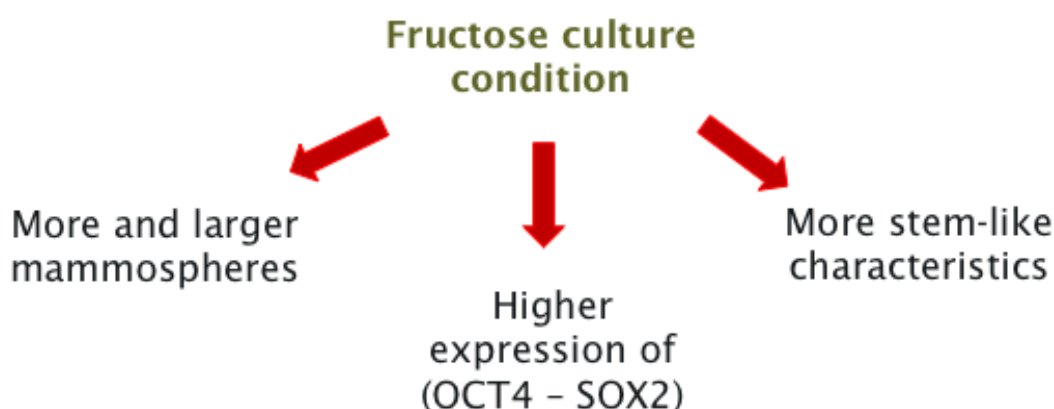 Fructose culture
condition
More and larger
mammospheres
Higher
expression of
(OCT4 – SOX2)
More stem-like
characteristics